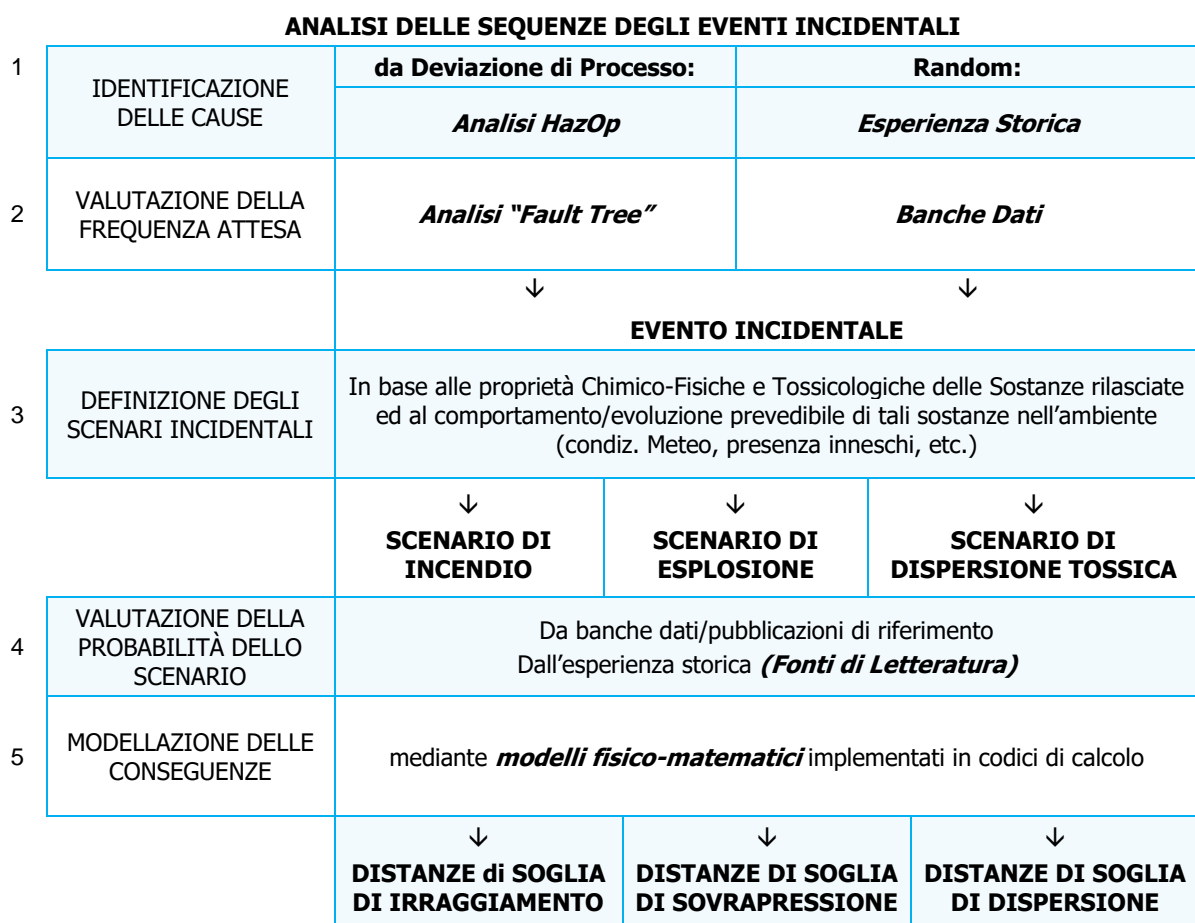 ANALISI DELLE SEQUENZE DEGLI EVENTI INCIDENTALI
1
IDENTIFICAZIONE
DELLE CAUSE
da Deviazione di Processo:
Random:
Analisi HazOp
Esperienza Storica
2
VALUTAZIONE DELLA
FREQUENZA ATTESA
Analisi “Fault Tree”
Banche Dati
↓
↓
EVENTO INCIDENTALE
3
DEFINIZIONE DEGLI
SCENARI INCIDENTALI
In base alle proprietà Chimico-Fisiche e Tossicologiche delle Sostanze rilasciate
ed al comportamento/evoluzione prevedibile di tali sostanze nell’ambiente
(condiz. Meteo, presenza inneschi, etc.)
↓
SCENARIO DI
INCENDIO
↓
SCENARIO DI
ESPLOSIONE
↓
SCENARIO DI
DISPERSIONE TOSSICA
4
VALUTAZIONE DELLA
PROBABILITÀ DELLO
SCENARIO
Da banche dati/pubblicazioni di riferimento
Dall’esperienza storica (Fonti di Letteratura)
5
MODELLAZIONE DELLE
CONSEGUENZE
mediante modelli fisico-matematici implementati in codici di calcolo
↓
DISTANZE di SOGLIA
DI IRRAGGIAMENTO
↓
DISTANZE DI SOGLIA
DI SOVRAPRESSIONE
↓
DISTANZE DI SOGLIA
DI DISPERSIONE